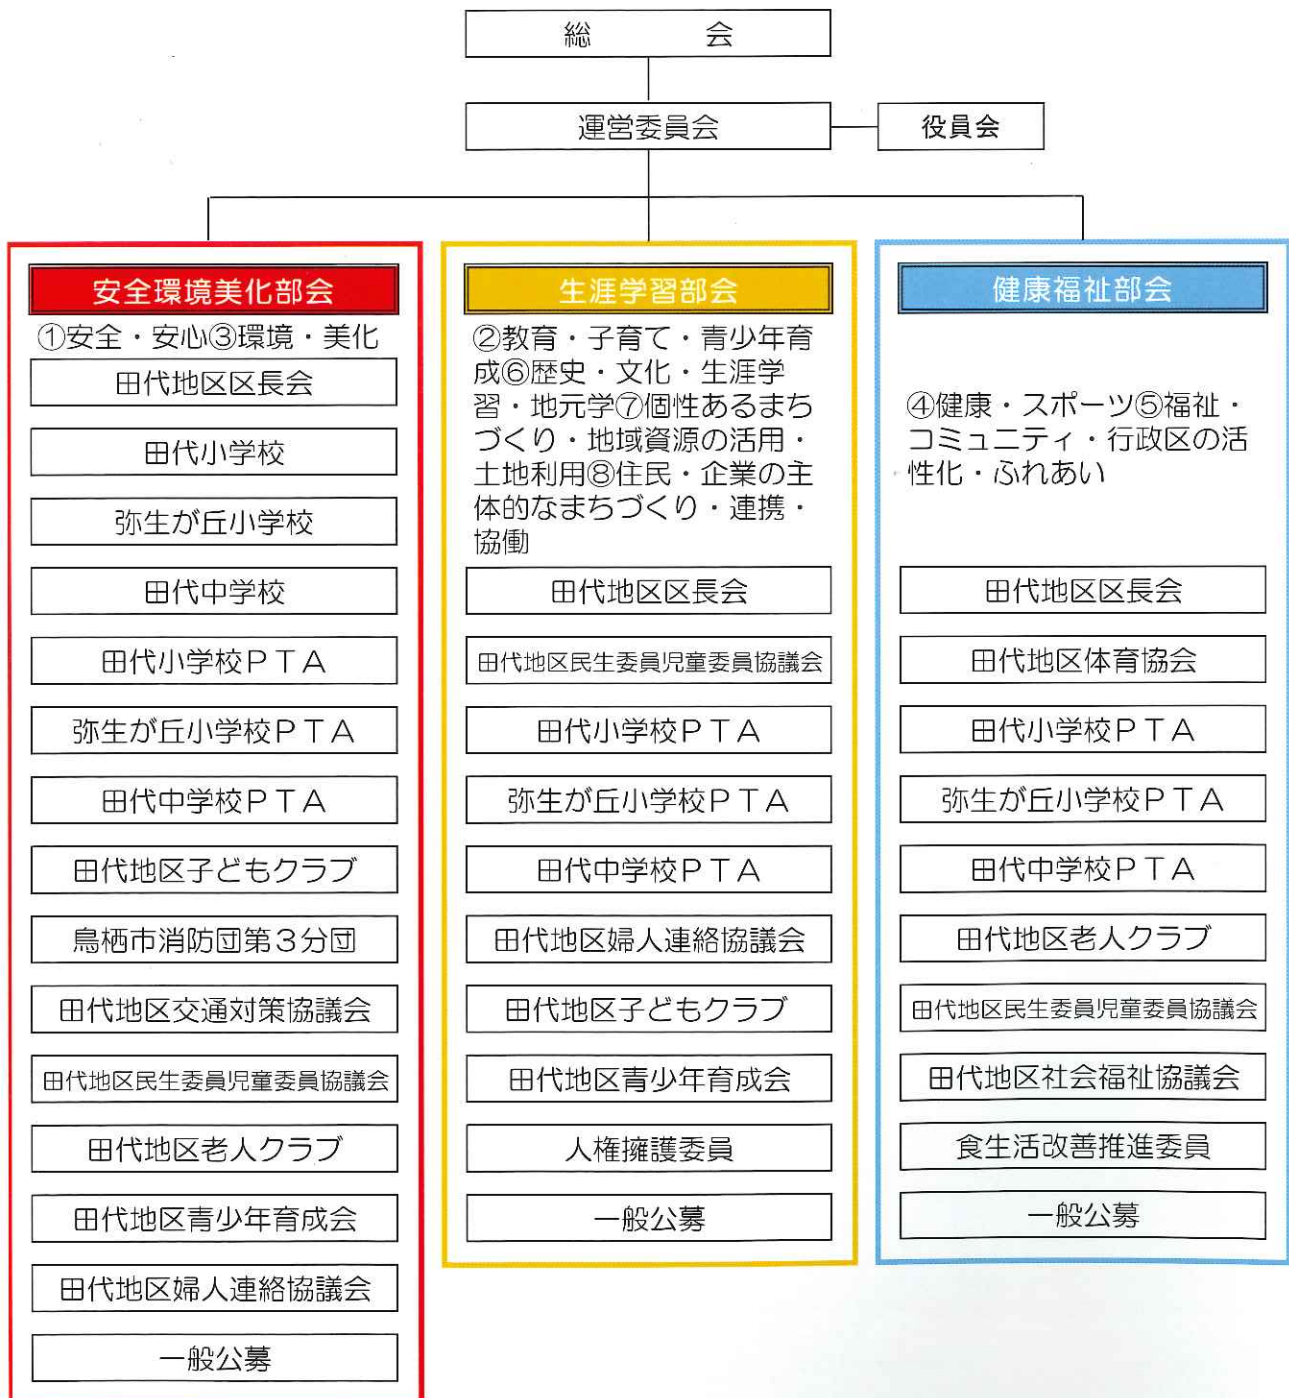 総　　　会
運営委員会
役員会
安全環境美化部会
①安全・安心③環境・美化
田代地区区長会
田代小学校
弥生が丘小学校
田代中学校
田代小学校ＰＴＡ
弥生が丘小学校ＰＴＡ
田代中学校ＰＴＡ
田代地区子どもクラブ
鳥栖市消防団第３分団
田代地区交通対策協議会
田代地区民生委員児童委員協議会
田代地区老人クラブ
田代地区青少年育成会
田代地区婦人連絡協議会
一般公募
生涯学習部会
②教育・子育て・青少年育
成⑥歴史・文化・生涯学
習・地元学⑦個性あるまち
づくり・地域資源の活用・
土地利用⑧住民・企業の主
体的なまちづくり・連携・
協働
田代地区区長会
田代地区民生委員児童委員協議会
田代小学校ＰＴＡ
弥生が丘小学校ＰＴＡ
田代中学校ＰＴＡ
田代地区婦人連絡協議会
田代地区子どもクラブ
田代地区青少年育成会
人権擁護委員
一般公募
健康福祉部会
④健康・スポーツ⑤福祉・
コミュニティ・行政区の活
性化・ふれあい
田代地区区長会
田代地区体育協会
田代小学校ＰＴＡ
弥生が丘小学校ＰＴＡ
田代中学校ＰＴＡ
田代地区老人クラブ
田代地区民生委員児童委員協議会
田代地区社会福祉協議会
食生活改善推進委員
一般公募